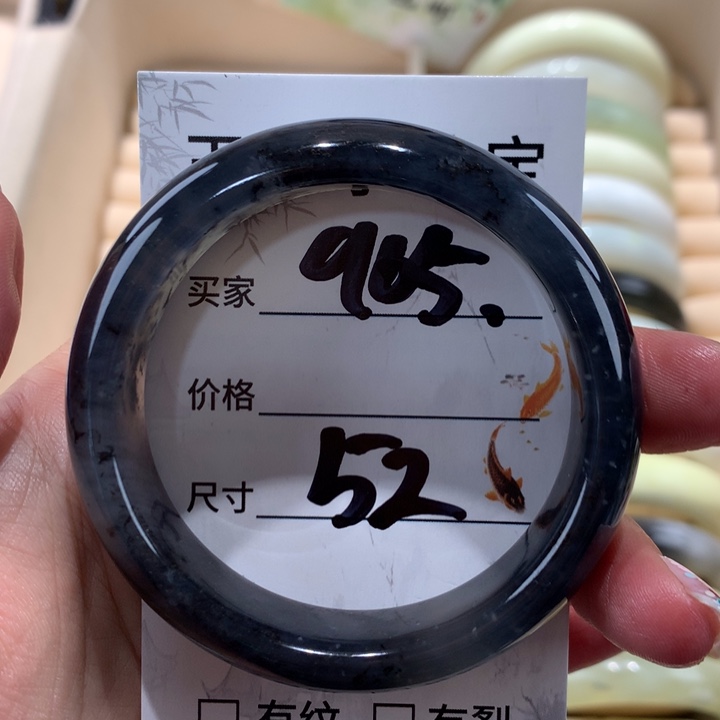 买家 905.
价格
尺寸 52
□ 有纹 □ 有裂